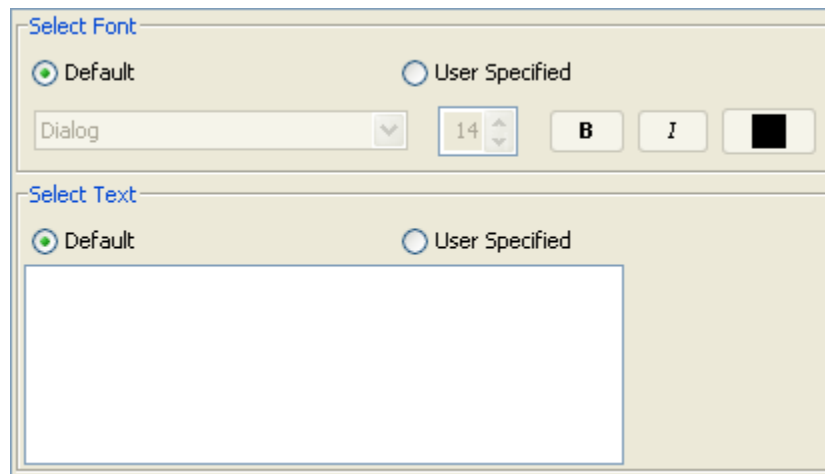 Select Font
Default User Specified
Dialog 14 B I
Select Text
Default User Specified